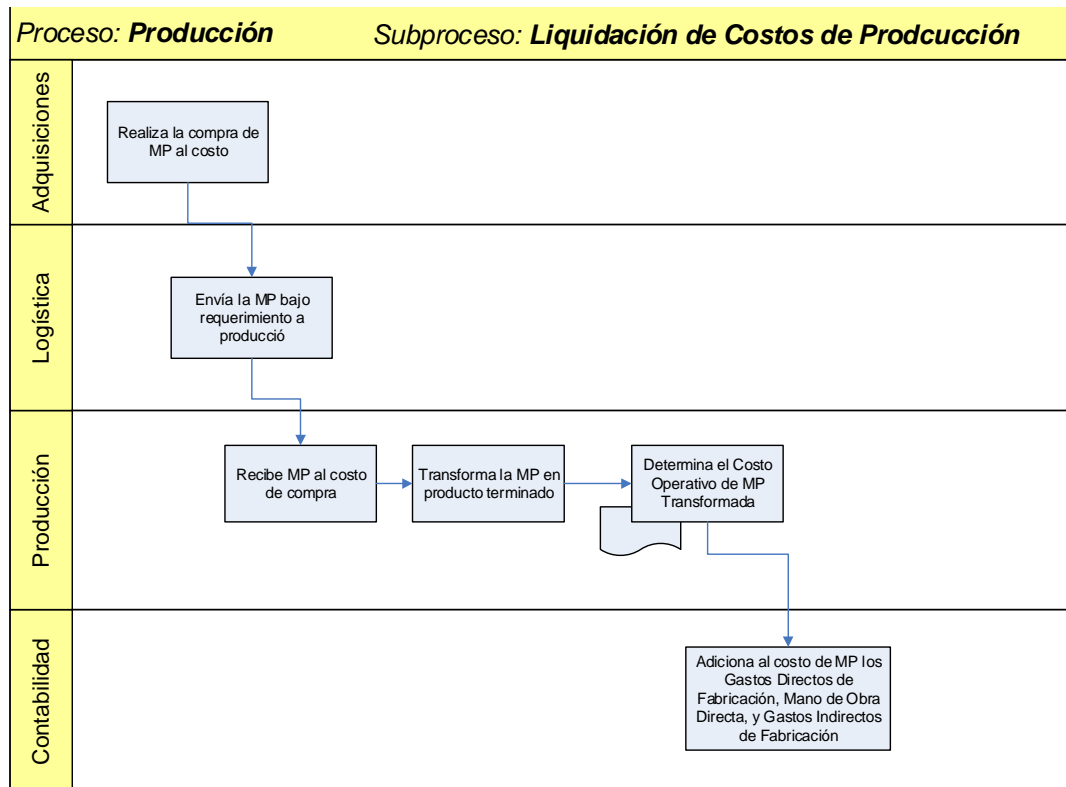 Proceso: Producción Subproceso: Liquidación de Costos de Prodcucción
Adquisiciones
Realiza la compra de
MP al costo
Logística
Envía la MP bajo
requerimiento a
producció
Producción
Recibe MP al costo
de compra
Transforma la MP en
producto terminado
Determina el Costo
Operativo de MP
Transformada
Contabilidad
Adiciona al costo de MP los
Gastos Directos de
Fabricación, Mano de Obra
Directa, y Gastos Indirectos
de Fabricación